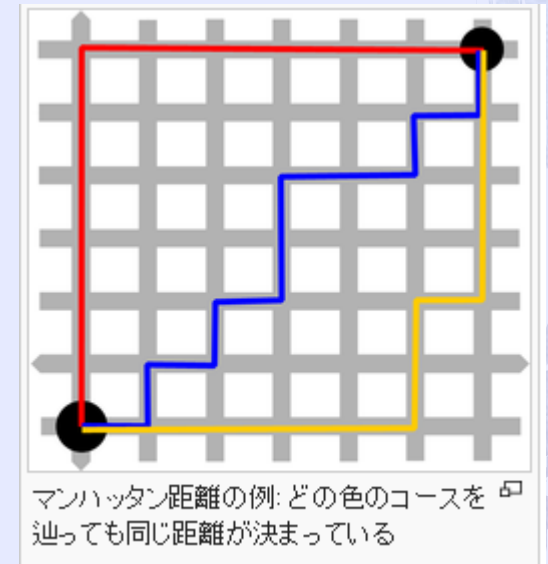 マンハッタン距離の例: どの色のコースを
辿っても同じ距離が決まっている